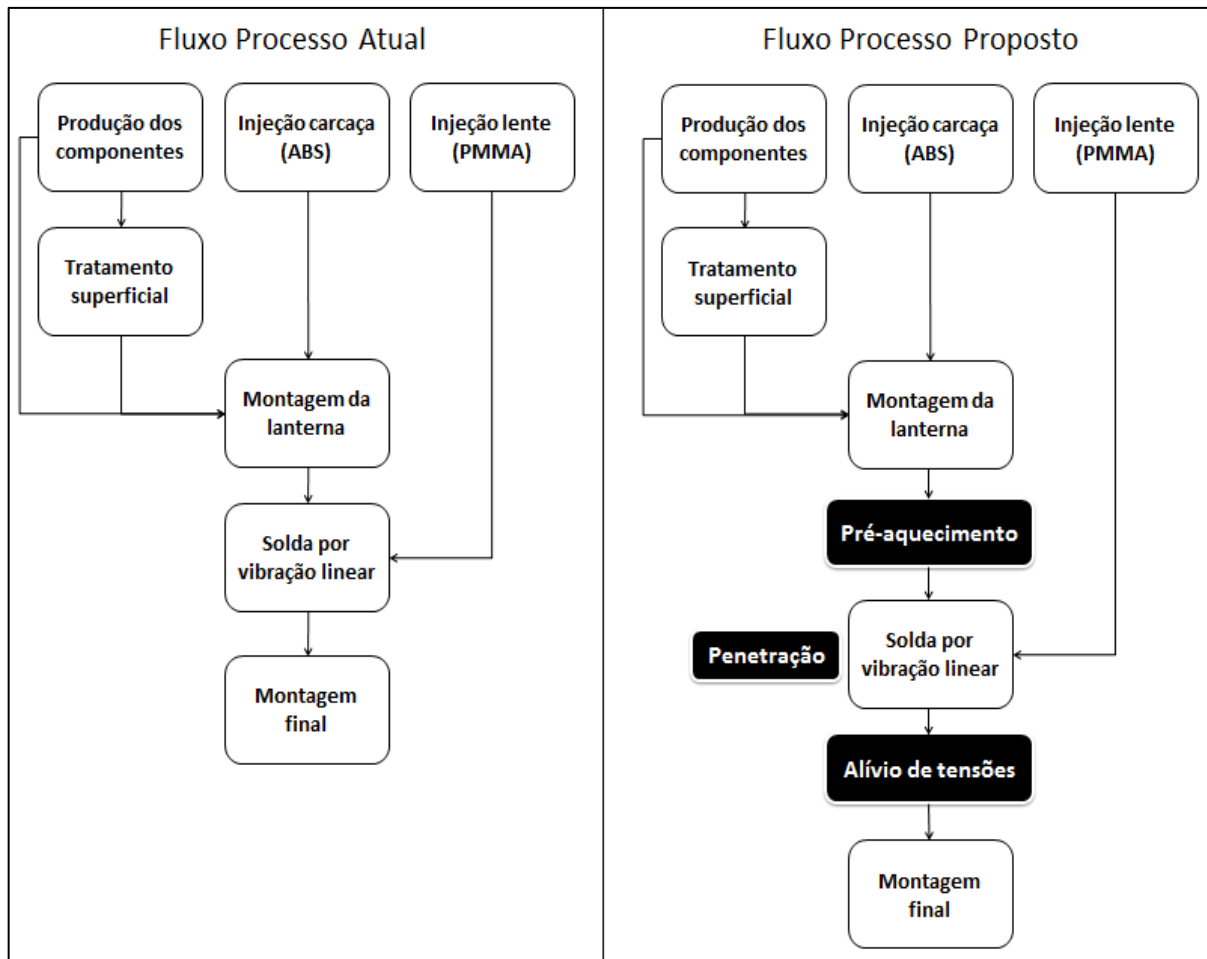 Fluxo Processo Atual
Produção dos
componentes
Injeção carcaça
(ABS)
Injeção lente
(PMMA)
Tratamento
superficial
Montagem da
lanterna
Solda por
vibração linear
Montagem
final
Fluxo Processo Proposto
Produção dos
componentes
Injeção carcaça
(ABS)
Injeção lente
(PMMA)
Tratamento
superficial
Montagem da
lanterna
Pré-aquecimento
Penetração
Solda por
vibração linear
Alívio de tensões
Montagem
final